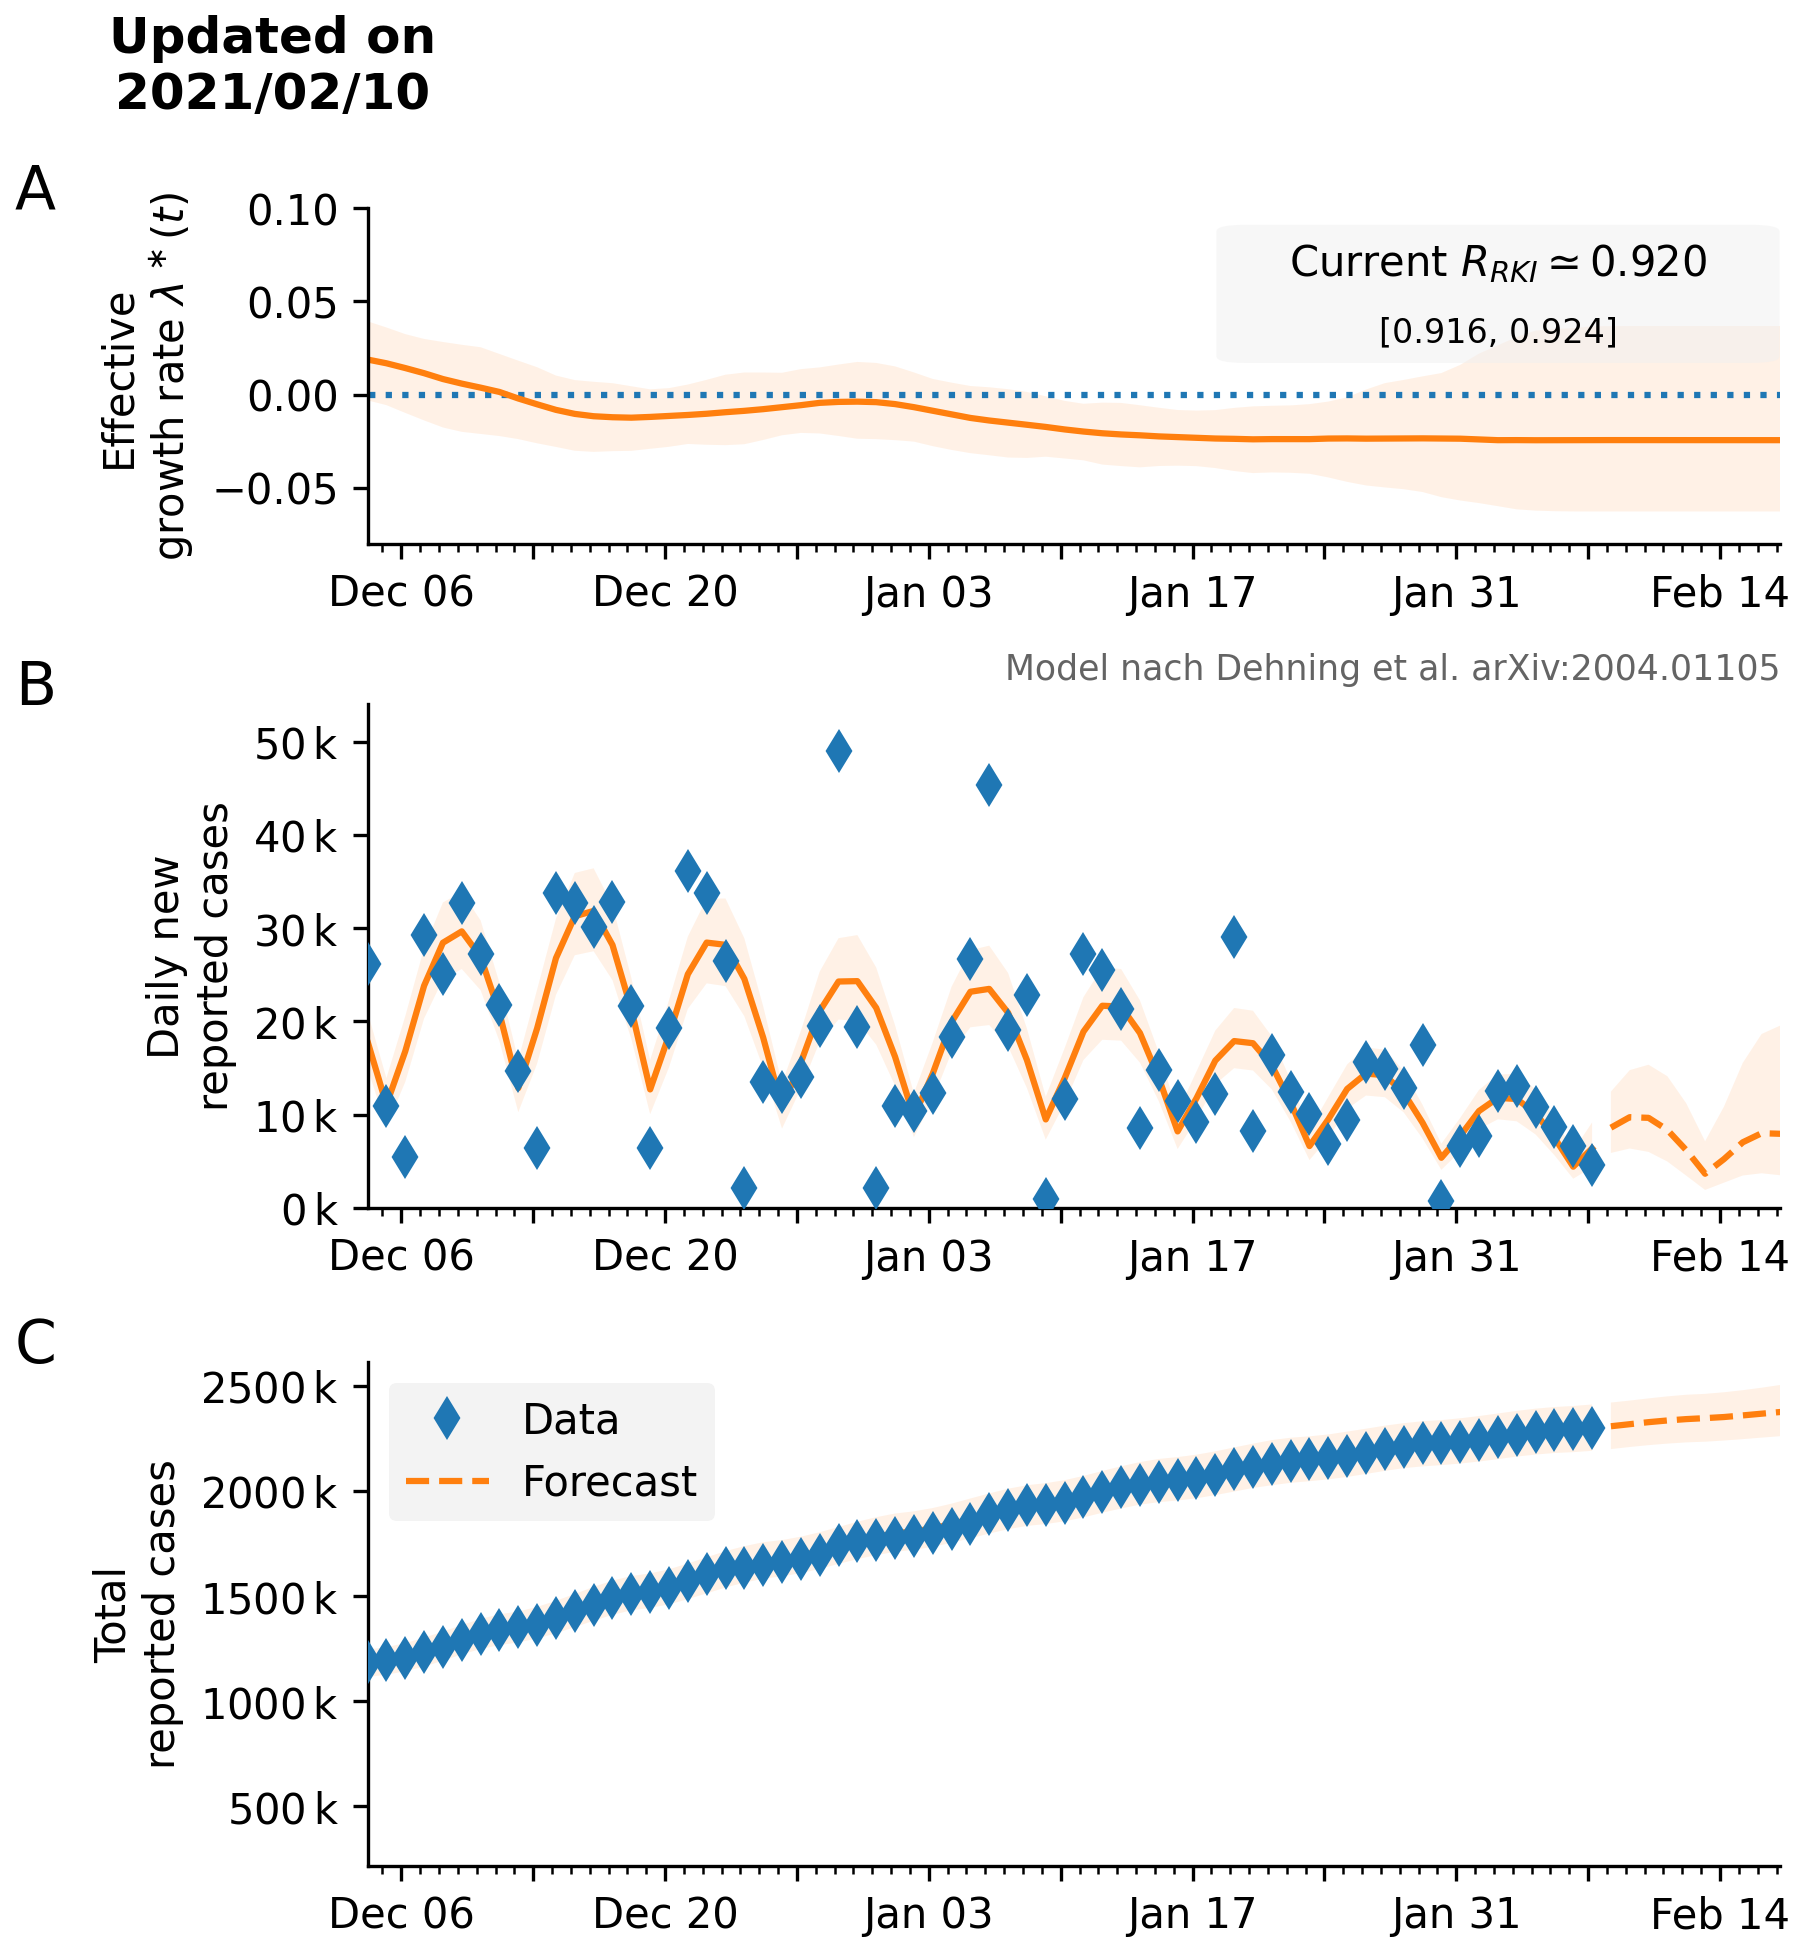 Updated on
2021/02/10
A
Effective
growth rate λ * (t)
0.10
0.05
0.00
−0.05
Current R_RKI ≃ 0.920
[0.916, 0.924]
Dec 06 Dec 20 Jan 03 Jan 17 Jan 31 Feb 14
Model nach Dehning et al. arXiv:2004.01105
B
Daily new
reported cases
50 k
40 k
30 k
20 k
10 k
0 k
Dec 06 Dec 20 Jan 03 Jan 17 Jan 31 Feb 14
C
Total
reported cases
2500 k
2000 k
1500 k
1000 k
500 k
Data
Forecast
Dec 06 Dec 20 Jan 03 Jan 17 Jan 31 Feb 14